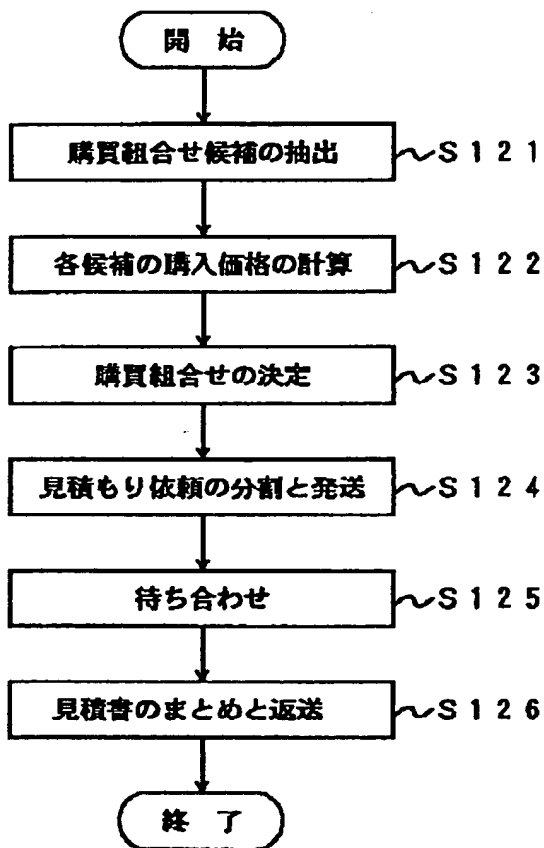 開 始
購買組合せ候補の抽出 S121
各候補の購入価格の計算 S122
購買組合せの決定 S123
見積もり依頼の分割と発送 S124
待ち合わせ S125
見積書のまとめと返送 S126
終 了